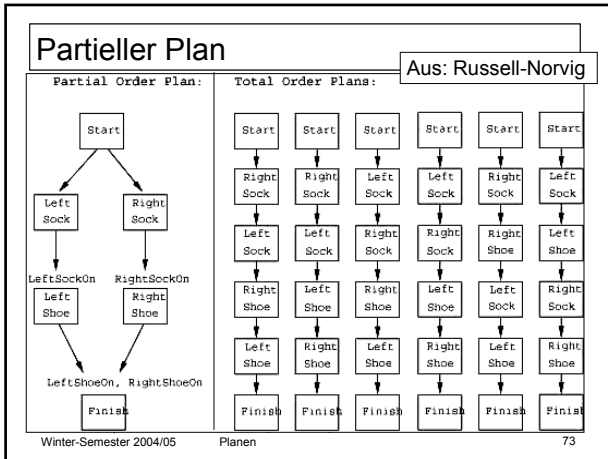 Partieller Plan
Aus: Russell-Norvig
Partial Order Plan:
Start
Left
Sock
Right
Sock
LeftSockOn
RightSockOn
Left
Shoe
Right
Shoe
LeftShoeOn, RightShoeOn
Finish
Total Order Plans:
Start
Right
Sock
Left
Sock
Right
Shoe
Left
Shoe
Finish
Start
Right
Sock
Left
Sock
Left
Shoe
Right
Shoe
Finish
Start
Left
Sock
Right
Sock
Right
Shoe
Left
Shoe
Finish
Start
Left
Sock
Right
Sock
Left
Shoe
Right
Shoe
Finish
Start
Right
Sock
Right
Shoe
Left
Sock
Left
Shoe
Finish
Start
Left
Sock
Left
Shoe
Right
Sock
Right
Shoe
Finish
Winter-Semester 2004/05
Planen
73